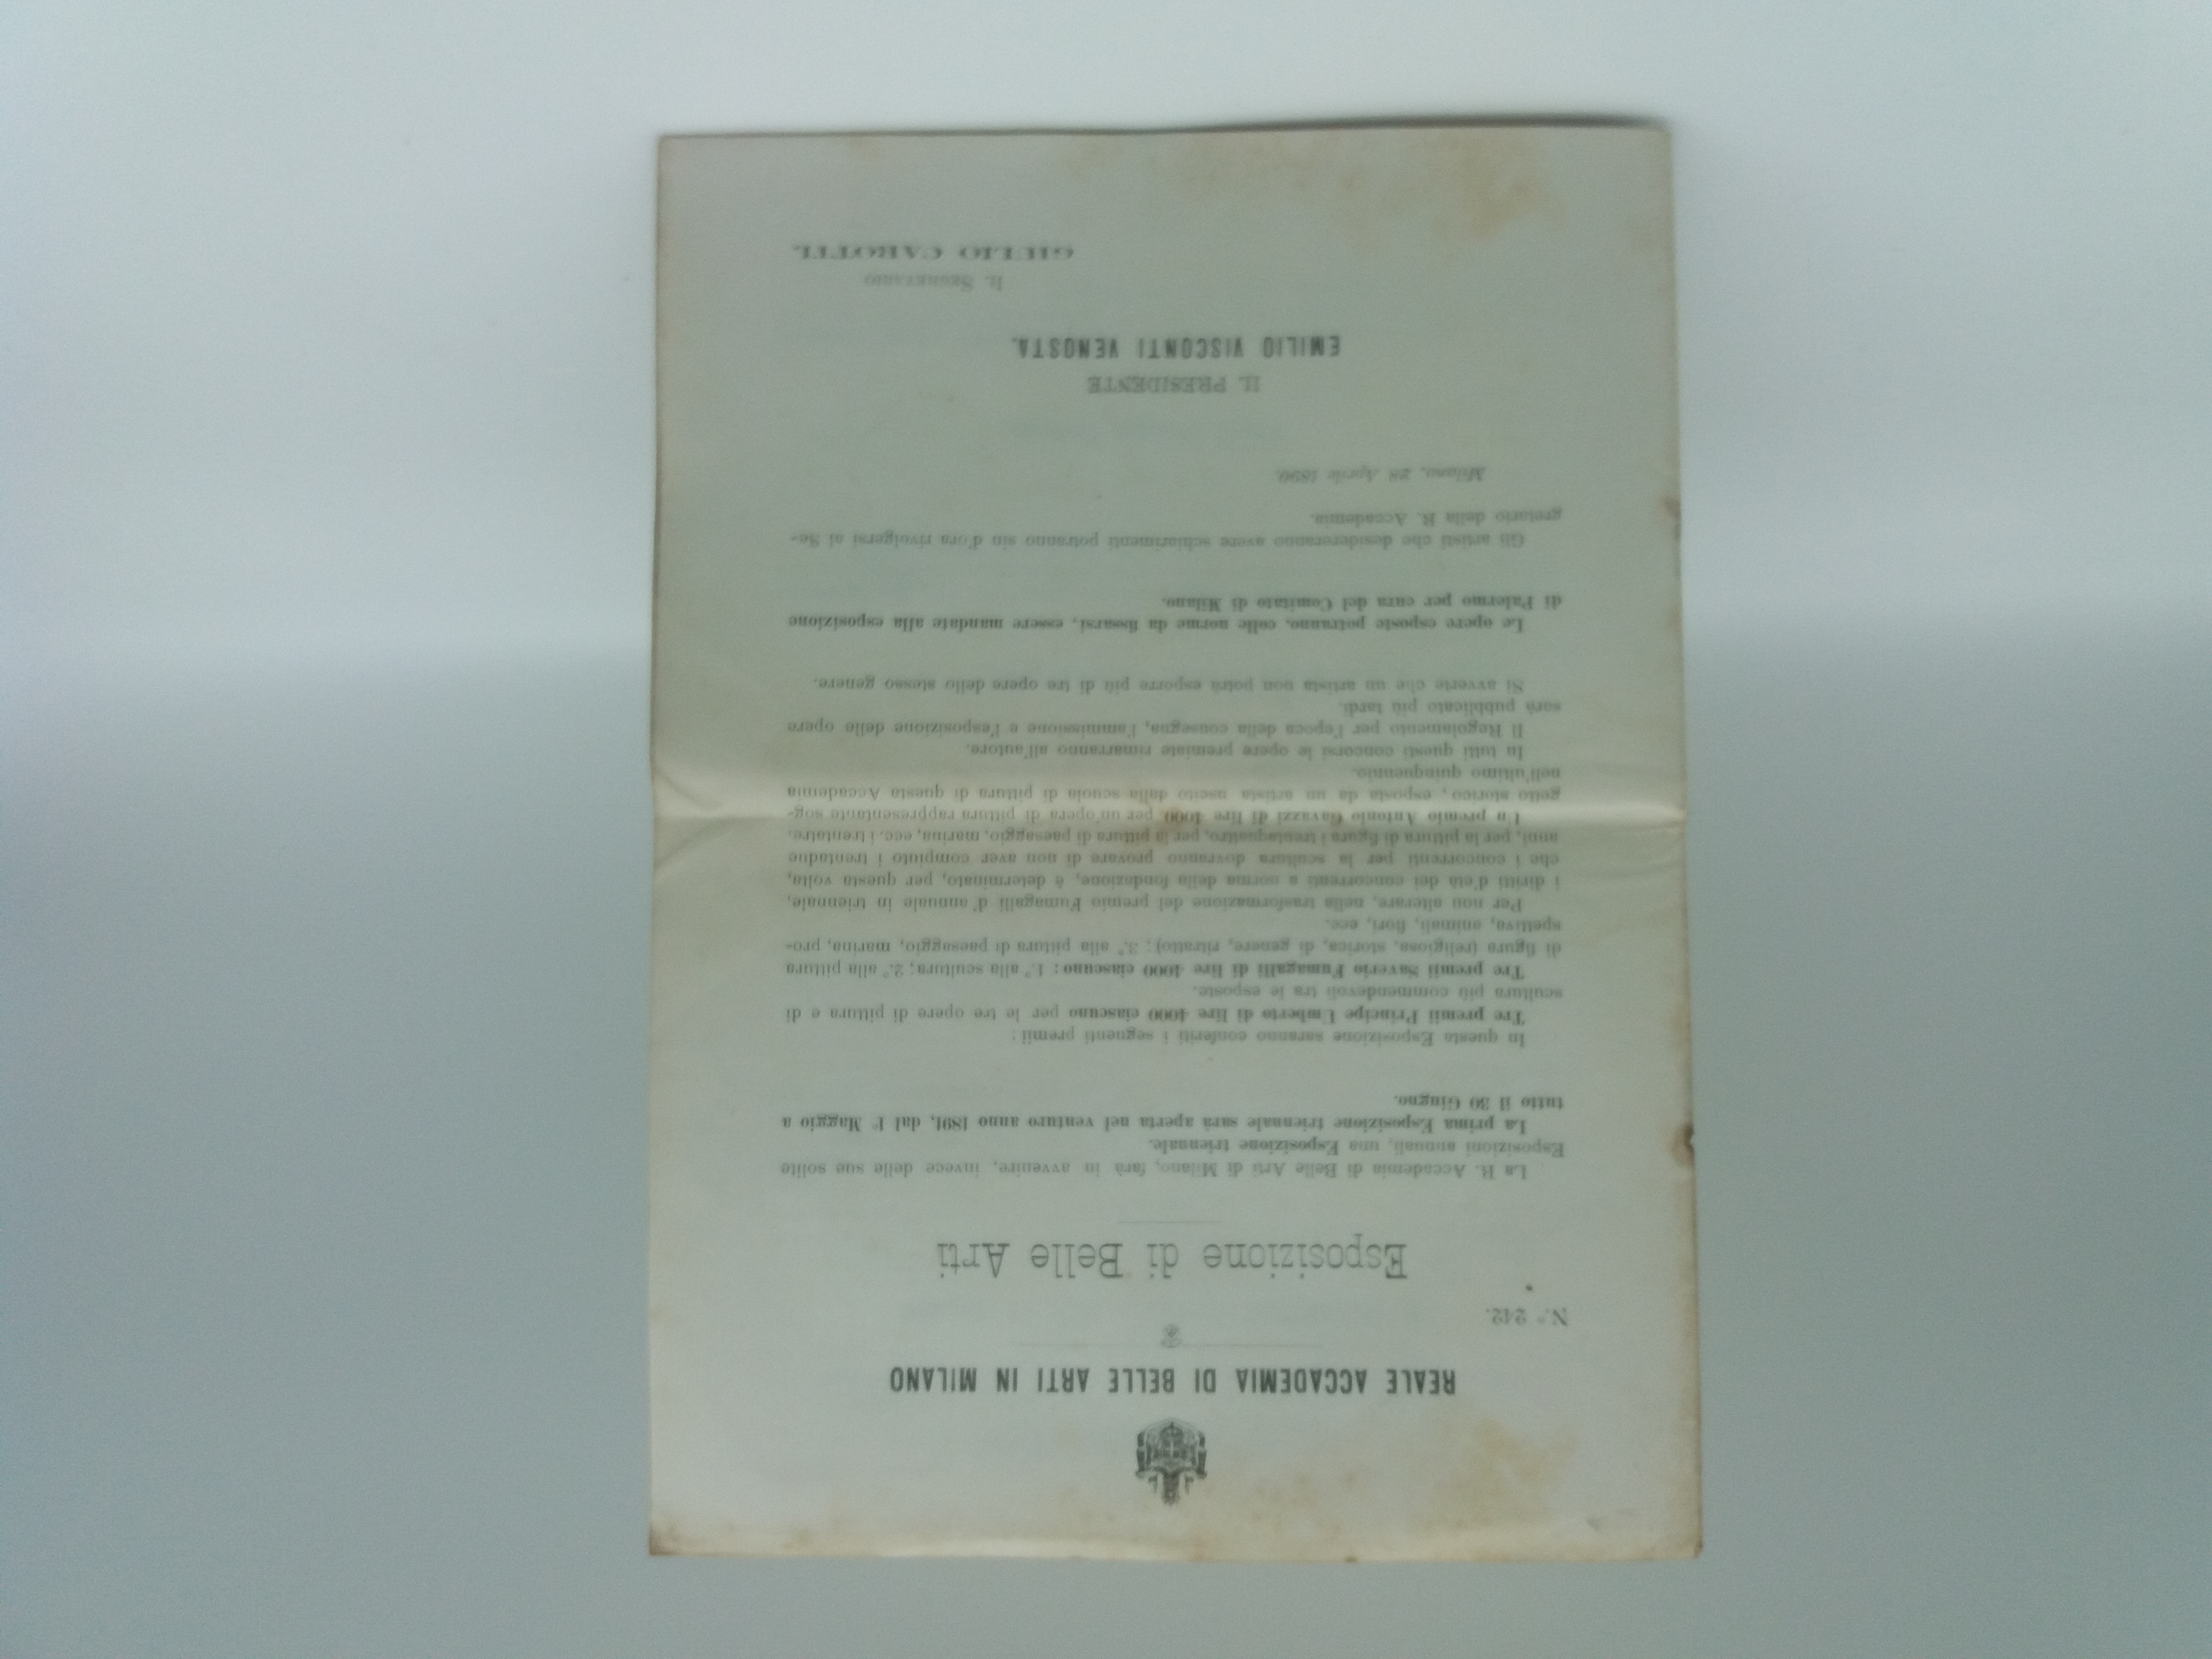 REALE ACCADEMIA DI BELLE ARTI IN MILANO
N.° 242.
Esposizione di Belle Arti
La R. Accademia di Belle Arti di Milano, farà in avvenire, invece delle sue solite
Esposizioni annuali, una Esposizione triennale.
La prima Esposizione triennale sarà aperta nel venturo anno 1891, dal 1° Maggio a
tutto il 30 Giugno.
In questa Esposizione saranno conferiti i seguenti premii:
Tre premii Principe Umberto di lire 4000 ciascuno per le tre opere di pittura e di
scultura più commendevoli tra le esposte.
Tre premii Saverio Fumagalli di lire 4000 ciascuno: 1.° alla scultura; 2.° alla pittura
di figura (religiosa, storica, di genere, ritratto); 3.° alla pittura di paesaggio, marina, pro-
spettiva, animali, fiori, ecc.
Per non alterare, nella trasformazione del premio Fumagalli d'annuale in triennale,
i diritti d'età dei concorrenti a norma della fondazione, è determinato, per questa volta,
che i concorrenti per la scultura dovranno provare di non aver compiuto i trentadue
anni, per la pittura di figura i trentaquattro, per la pittura di paesaggio, marina, ecc. i trentatre.
Un premio Antonio Gavazzi di lire 4000 per un'opera di pittura rappresentante sog-
getto storico, esposta da un artista uscito dalla scuola di pittura di questa Accademia
nell'ultimo quinquennio.
In tutti questi concorsi le opere premiate rimarranno all'autore.
Il Regolamento per l'epoca della consegna, l'ammissione e l'esposizione delle opere
sarà pubblicato più tardi.
Si avverte che un artista non potrà esporre più di tre opere dello stesso genere.
Le opere esposte potranno, colle norme da fissarsi, essere mandate alla esposizione
di Palermo per cura del Comitato di Milano.
Gli artisti che desidereranno avere schiarimenti potranno sin d'ora rivolgersi al Se-
gretario della R. Accademia.
Milano, 28 Aprile 1890.
IL PRESIDENTE
EMILIO VISCONTI VENOSTA.
IL SEGRETARIO
GIULIO CAROTTI.